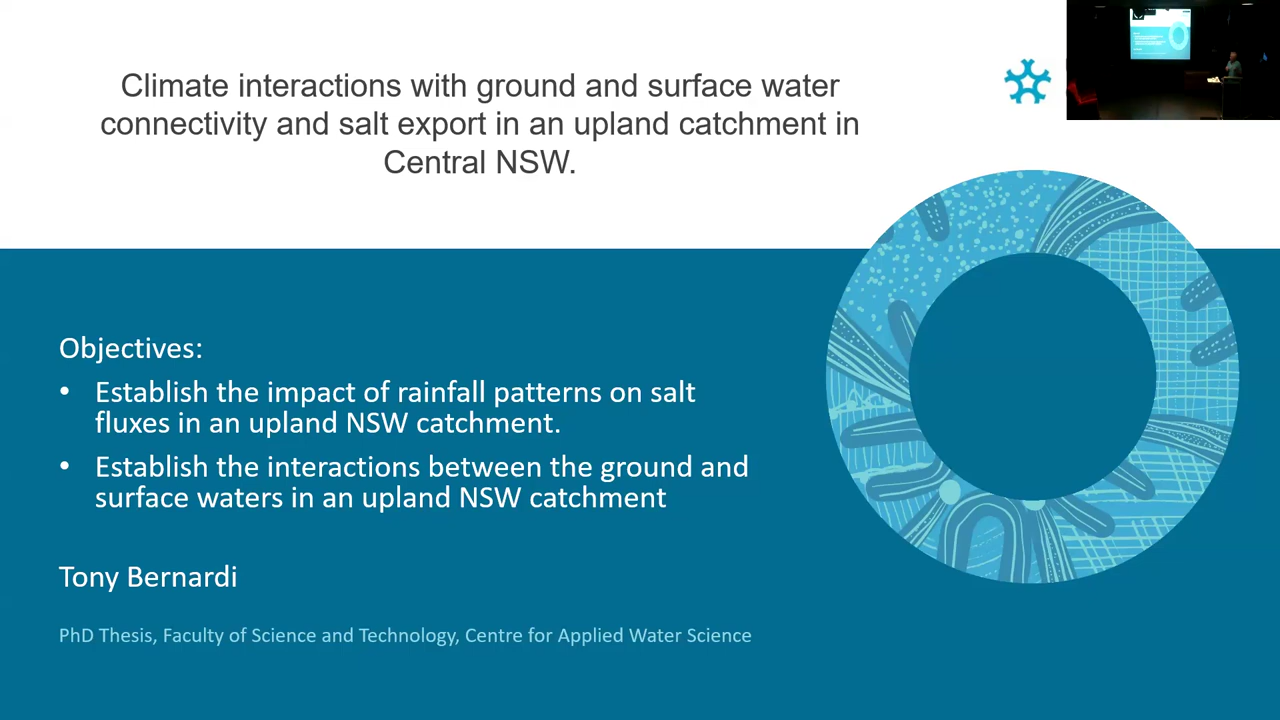 Climate interactions with ground and surface water
connectivity and salt export in an upland catchment in
Central NSW.
Objectives:
• Establish the impact of rainfall patterns on salt
fluxes in an upland NSW catchment.
• Establish the interactions between the ground and
surface waters in an upland NSW catchment
Tony Bernardi
PhD Thesis, Faculty of Science and Technology, Centre for Applied Water Science